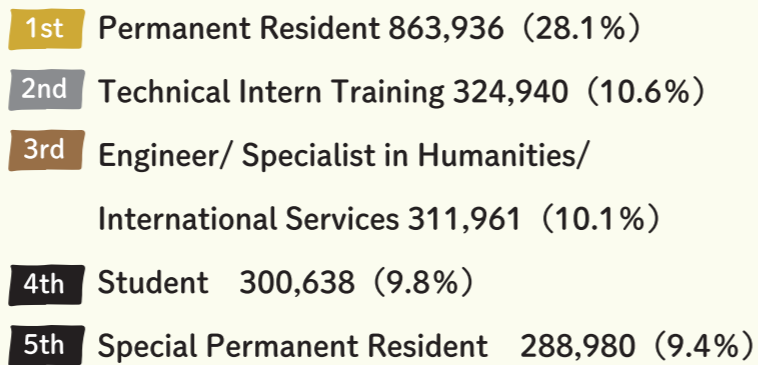 1st Permanent Resident 863,936（28.1%）
2nd Technical Intern Training 324,940（10.6%）
3rd Engineer/ Specialist in Humanities/
International Services 311,961（10.1%）
4th Student　300,638（9.8%）
5th Special Permanent Resident　288,980（9.4%）